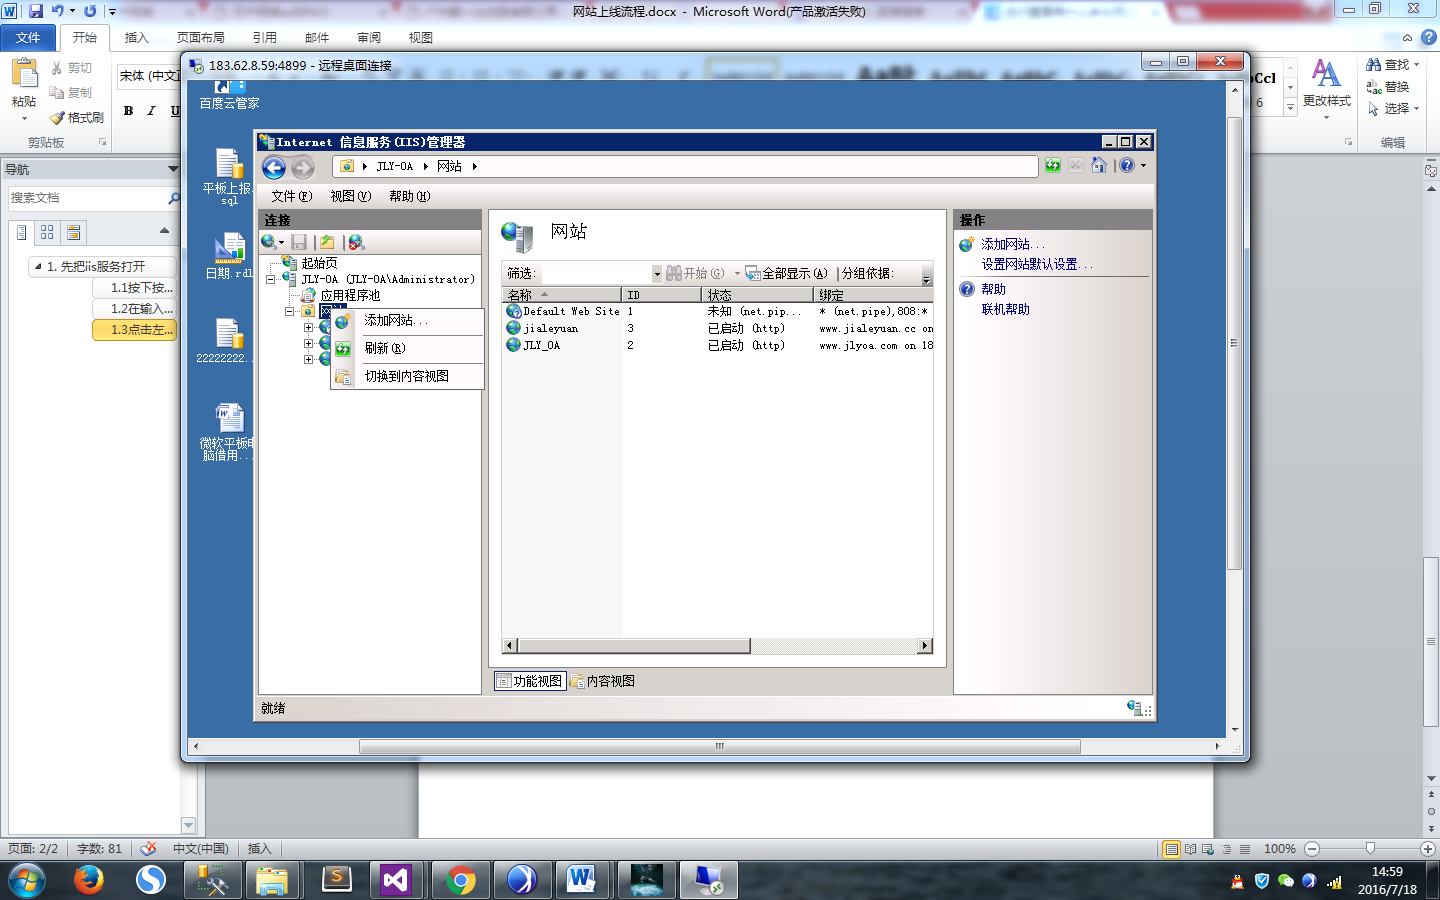 网站上线流程.docx - Microsoft Word(产品激活失败)
文件 开始 插入 页面布局 引用 邮件 审阅 视图
粘贴
剪切
复制
格式刷
剪贴板
宋体 (中文正
B I U
6
更改样式
查找
替换
选择
编辑
导航
搜索文档
1. 先把iis服务打开
1.1按下按...
1.2在输入...
1.3点击左...
183.62.8.59:4899 - 远程桌面连接
百度云管家
平板上报.
sql
日期.rdl
22222222...
微软平板电
脑借用...
Internet 信息服务(IIS)管理器
JLY-OA 网站
文件(F) 视图(V) 帮助(H)
连接
起始页
JLY-OA (JLY-OA\Administrator)
应用程序池
添加网站...
刷新(R)
切换到内容视图
网站
筛选: 开始(G) 全部显示(A) 分组依据:
名称 ID 状态 绑定
Default Web Site 1 未知 (net.pip... * (net.pipe),808:*
jialeyuan 3 已启动 (http) www.jialeyuan.cc on
JLY_OA 2 已启动 (http) www.jlyoa.com on 18
功能视图 内容视图
操作
添加网站...
设置网站默认设置...
帮助
联机帮助
就绪
页面: 2/2 字数: 81 中文(中国) 插入 100%
14:59
2016/7/18